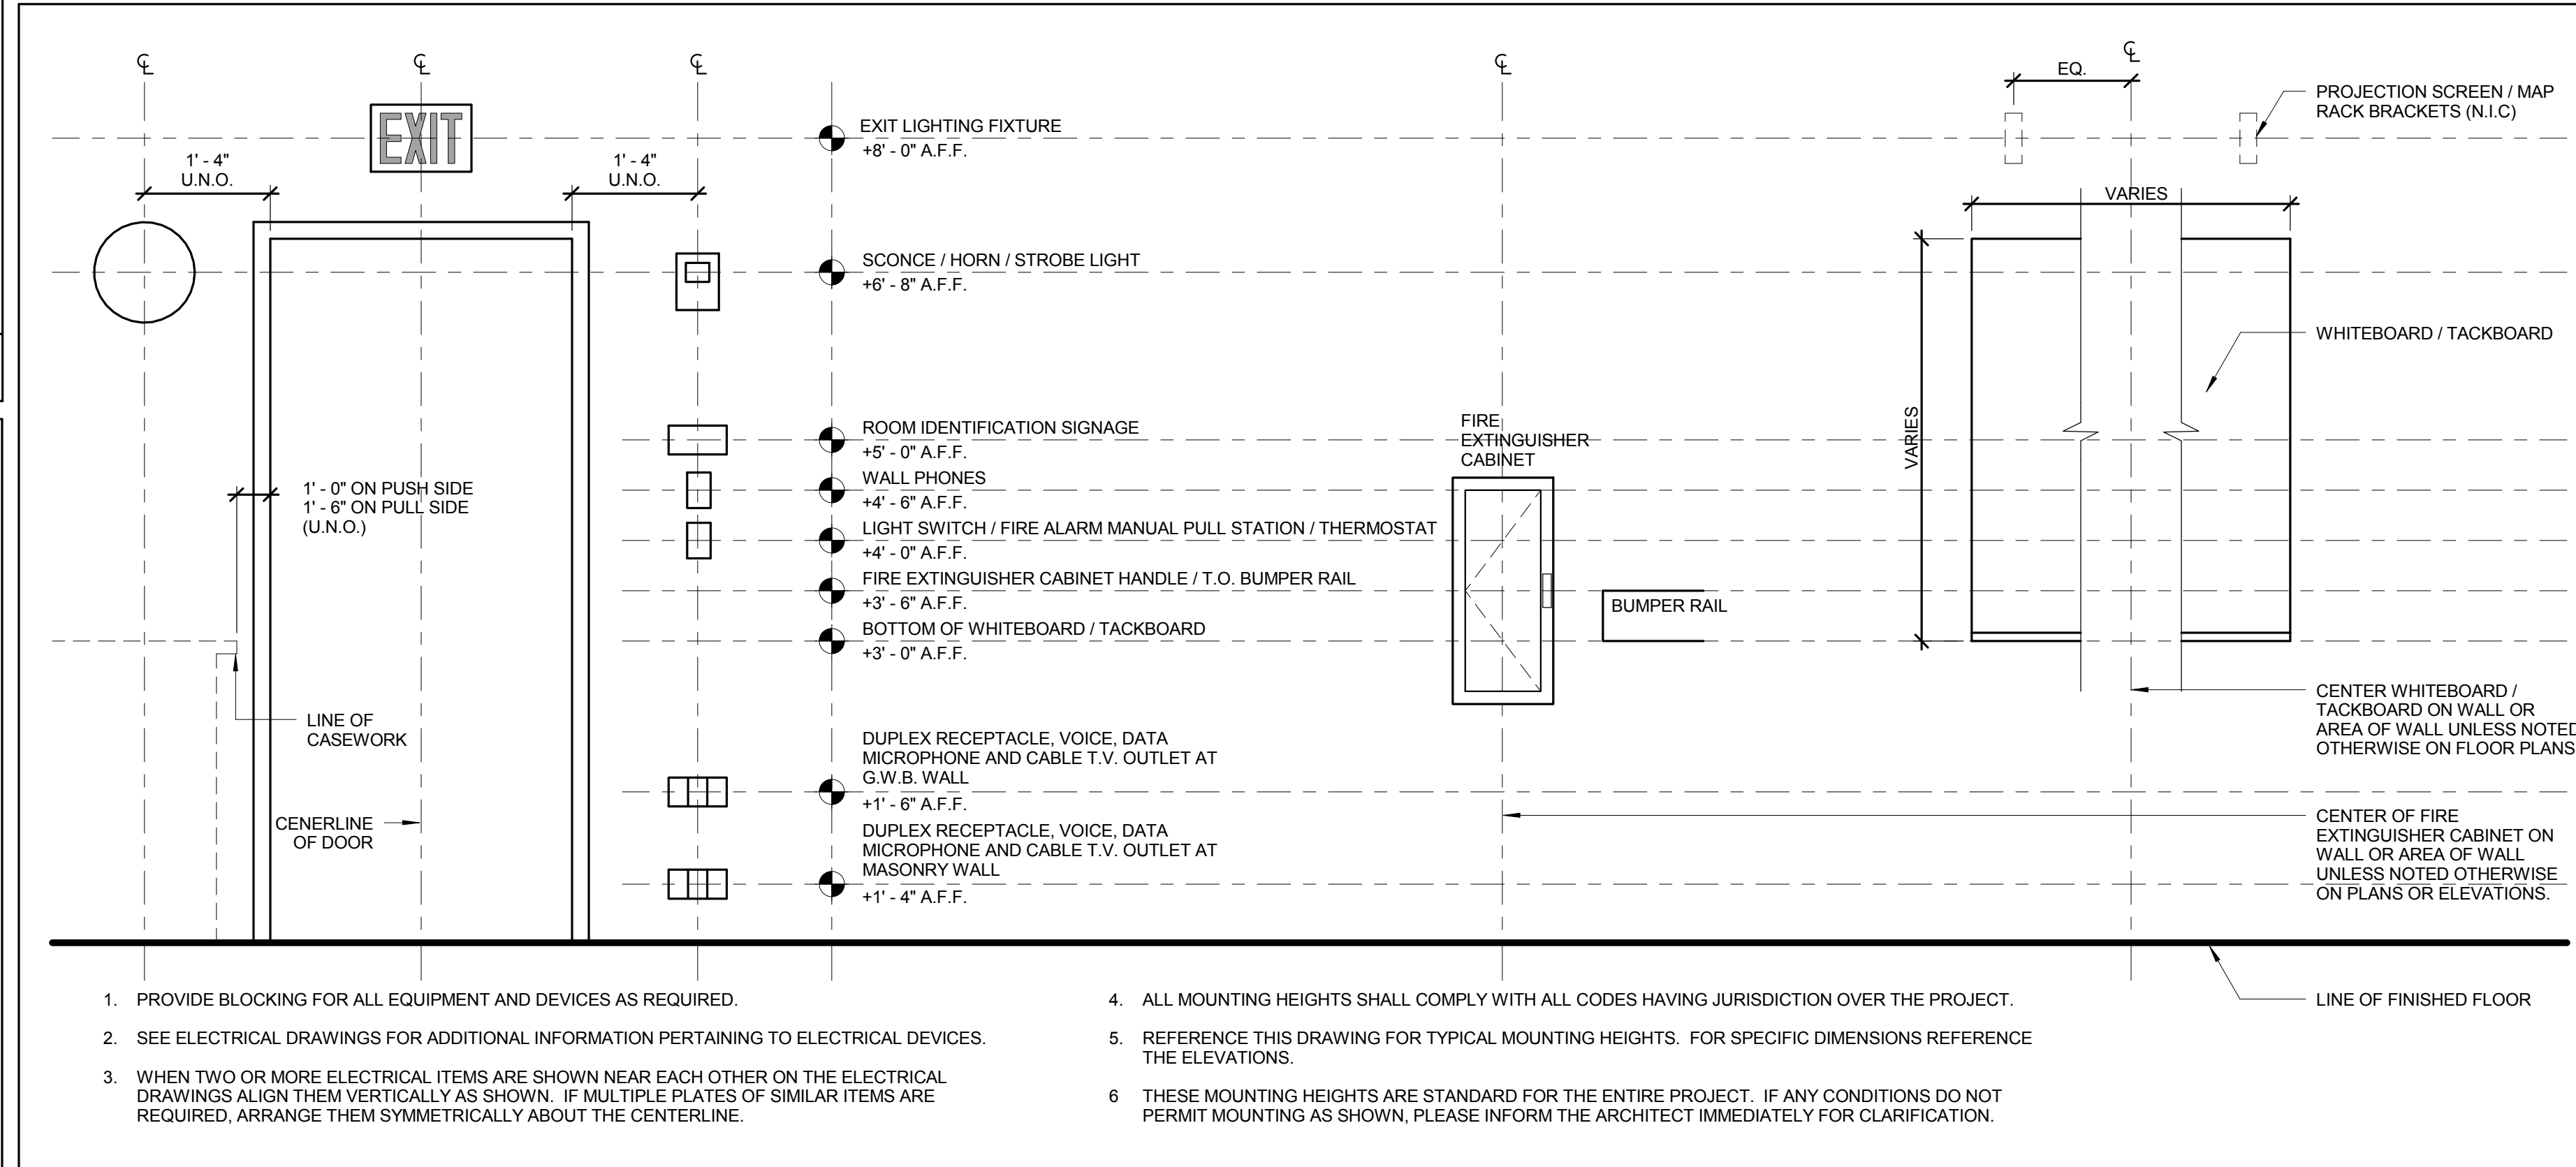 ℄
℄
℄
℄
℄
EXIT
1' - 4"
U.N.O.
1' - 4"
U.N.O.
EXIT LIGHTING FIXTURE
+8' - 0" A.F.F.
SCONCE / HORN / STROBE LIGHT
+6' - 8" A.F.F.
ROOM IDENTIFICATION SIGNAGE
+5' - 0" A.F.F.
WALL PHONES
+4' - 6" A.F.F.
LIGHT SWITCH / FIRE ALARM MANUAL PULL STATION / THERMOSTAT
+4' - 0" A.F.F.
FIRE EXTINGUISHER CABINET HANDLE / T.O. BUMPER RAIL
+3' - 6" A.F.F.
BOTTOM OF WHITEBOARD / TACKBOARD
+3' - 0" A.F.F.
DUPLEX RECEPTACLE, VOICE, DATA
MICROPHONE AND CABLE T.V. OUTLET AT
G.W.B. WALL
+1' - 6" A.F.F.
DUPLEX RECEPTACLE, VOICE, DATA
MICROPHONE AND CABLE T.V. OUTLET AT
MASONRY WALL
+1' - 4" A.F.F.
1' - 0" ON PUSH SIDE
1' - 6" ON PULL SIDE
(U.N.O.)
LINE OF
CASEWORK
CENERLINE
OF DOOR
FIRE
EXTINGUISHER
CABINET
BUMPER RAIL
EQ.
VARIES
VARIES
PROJECTION SCREEN / MAP
RACK BRACKETS (N.I.C)
WHITEBOARD / TACKBOARD
CENTER WHITEBOARD /
TACKBOARD ON WALL OR
AREA OF WALL UNLESS NOTED
OTHERWISE ON FLOOR PLANS
CENTER OF FIRE
EXTINGUISHER CABINET ON
WALL OR AREA OF WALL
UNLESS NOTED OTHERWISE
ON PLANS OR ELEVATIONS.
LINE OF FINISHED FLOOR
1. PROVIDE BLOCKING FOR ALL EQUIPMENT AND DEVICES AS REQUIRED.
2. SEE ELECTRICAL DRAWINGS FOR ADDITIONAL INFORMATION PERTAINING TO ELECTRICAL DEVICES.
3. WHEN TWO OR MORE ELECTRICAL ITEMS ARE SHOWN NEAR EACH OTHER ON THE ELECTRICAL
DRAWINGS ALIGN THEM VERTICALLY AS SHOWN. IF MULTIPLE PLATES OF SIMILAR ITEMS ARE
REQUIRED, ARRANGE THEM SYMMETRICALLY ABOUT THE CENTERLINE.
4. ALL MOUNTING HEIGHTS SHALL COMPLY WITH ALL CODES HAVING JURISDICTION OVER THE PROJECT.
5. REFERENCE THIS DRAWING FOR TYPICAL MOUNTING HEIGHTS. FOR SPECIFIC DIMENSIONS REFERENCE
THE ELEVATIONS.
6 THESE MOUNTING HEIGHTS ARE STANDARD FOR THE ENTIRE PROJECT. IF ANY CONDITIONS DO NOT
PERMIT MOUNTING AS SHOWN, PLEASE INFORM THE ARCHITECT IMMEDIATELY FOR CLARIFICATION.